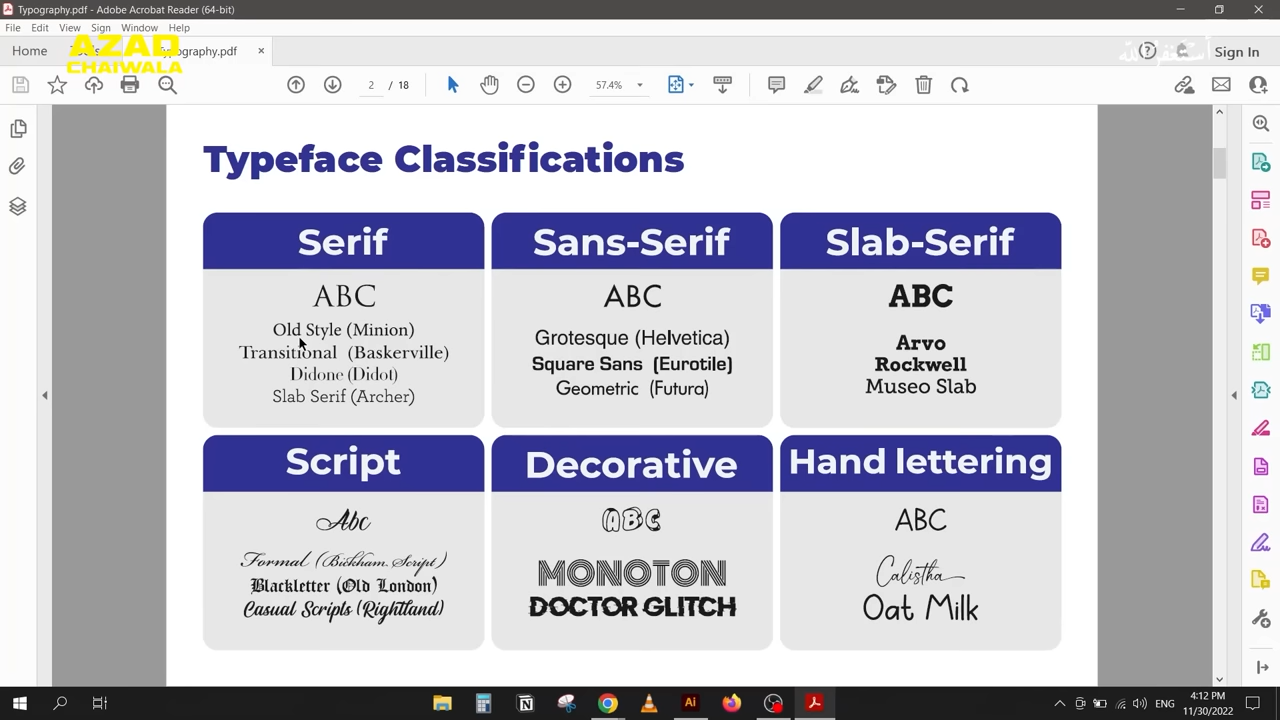 Typography.pdf - Adobe Acrobat Reader (64-bit)
File Edit View Sign Window Help
Home
AZAD
CHAIWALA
Typography.pdf
أستغفر الله
Sign In
2 / 18
57.4%
Typeface Classifications
Serif
ABC
Old Style (Minion)
Transitional (Baskerville)
Didone (Didot)
Slab Serif (Archer)
Sans-Serif
ABC
Grotesque (Helvetica)
Square Sans (Eurotile)
Geometric (Futura)
Slab-Serif
ABC
Arvo
Rockwell
Museo Slab
Script
Abc
Formal (Bickham Script)
Blackletter (Old London)
Casual Scripts (Rightland)
Decorative
ABC
MONOTON
DOCTOR GLITCH
Hand lettering
ABC
Calistha
Oat Milk
ENG
4:12 PM
11/30/2022